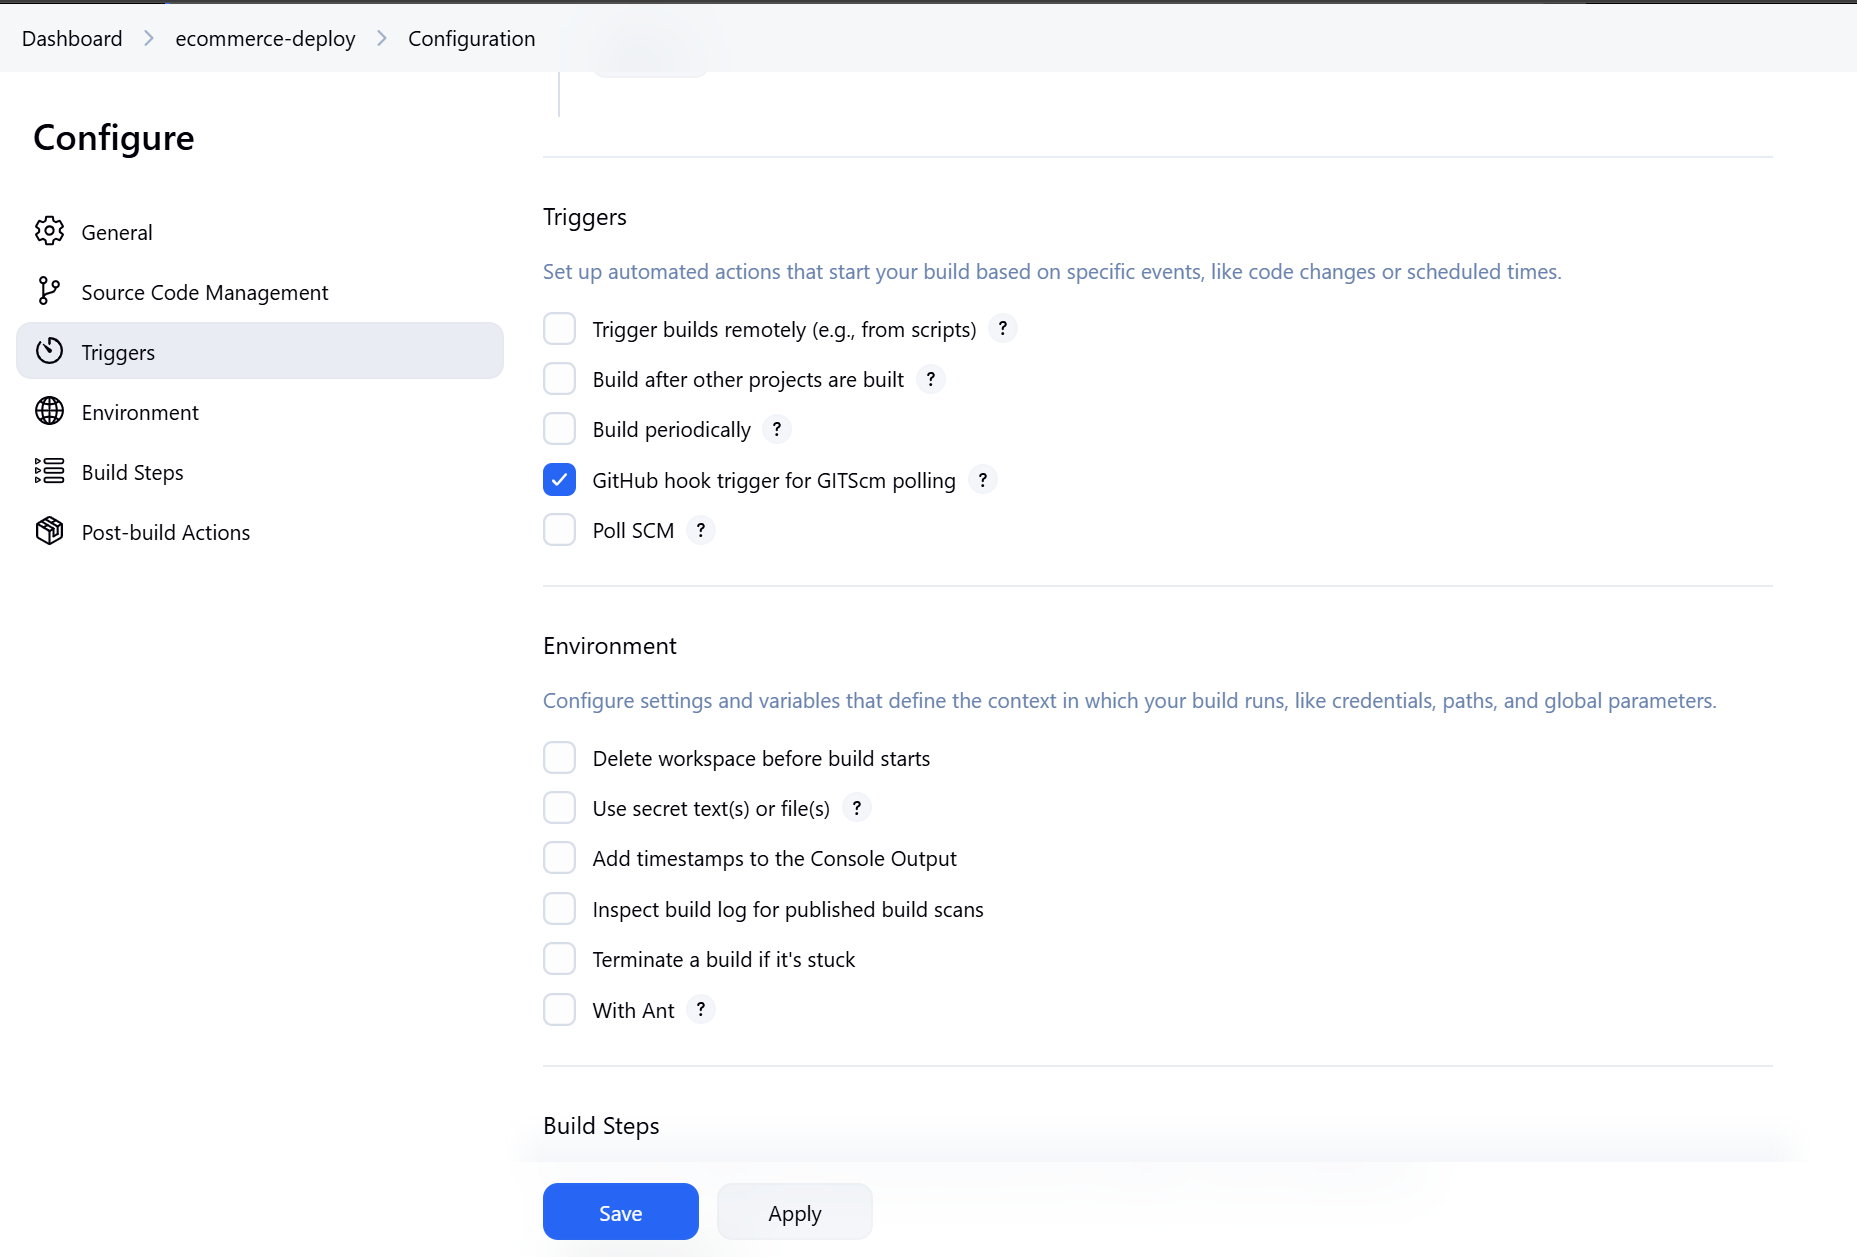 Dashboard > ecommerce-deploy > Configuration
Configure
General
Source Code Management
Triggers
Environment
Build Steps
Post-build Actions
Triggers
Set up automated actions that start your build based on specific events, like code changes or scheduled times.
Trigger builds remotely (e.g., from scripts) ?
Build after other projects are built ?
Build periodically ?
GitHub hook trigger for GITScm polling ?
Poll SCM ?
Environment
Configure settings and variables that define the context in which your build runs, like credentials, paths, and global parameters.
Delete workspace before build starts
Use secret text(s) or file(s) ?
Add timestamps to the Console Output
Inspect build log for published build scans
Terminate a build if it's stuck
With Ant ?
Build Steps
Save Apply